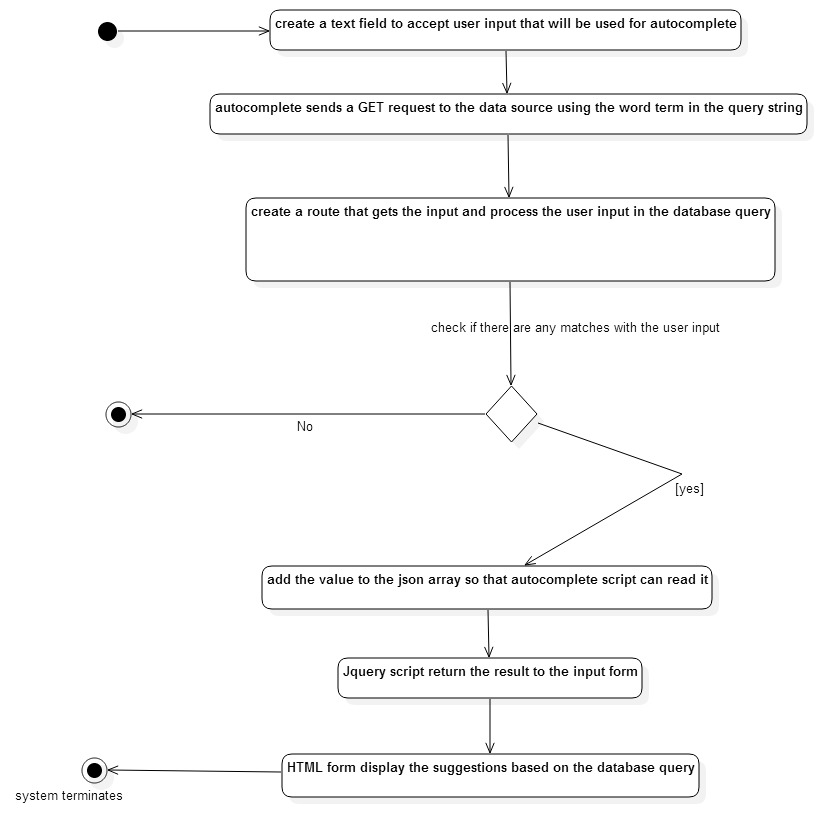 create a text field to accept user input that will be used for autocomplete
autocomplete sends a GET request to the data source using the word term in the query string
create a route that gets the input and process the user input in the database query
check if there are any matches with the user input
No
[yes]
add the value to the json array so that autocomplete script can read it
Jquery script return the result to the input form
HTML form display the suggestions based on the database query
system terminates